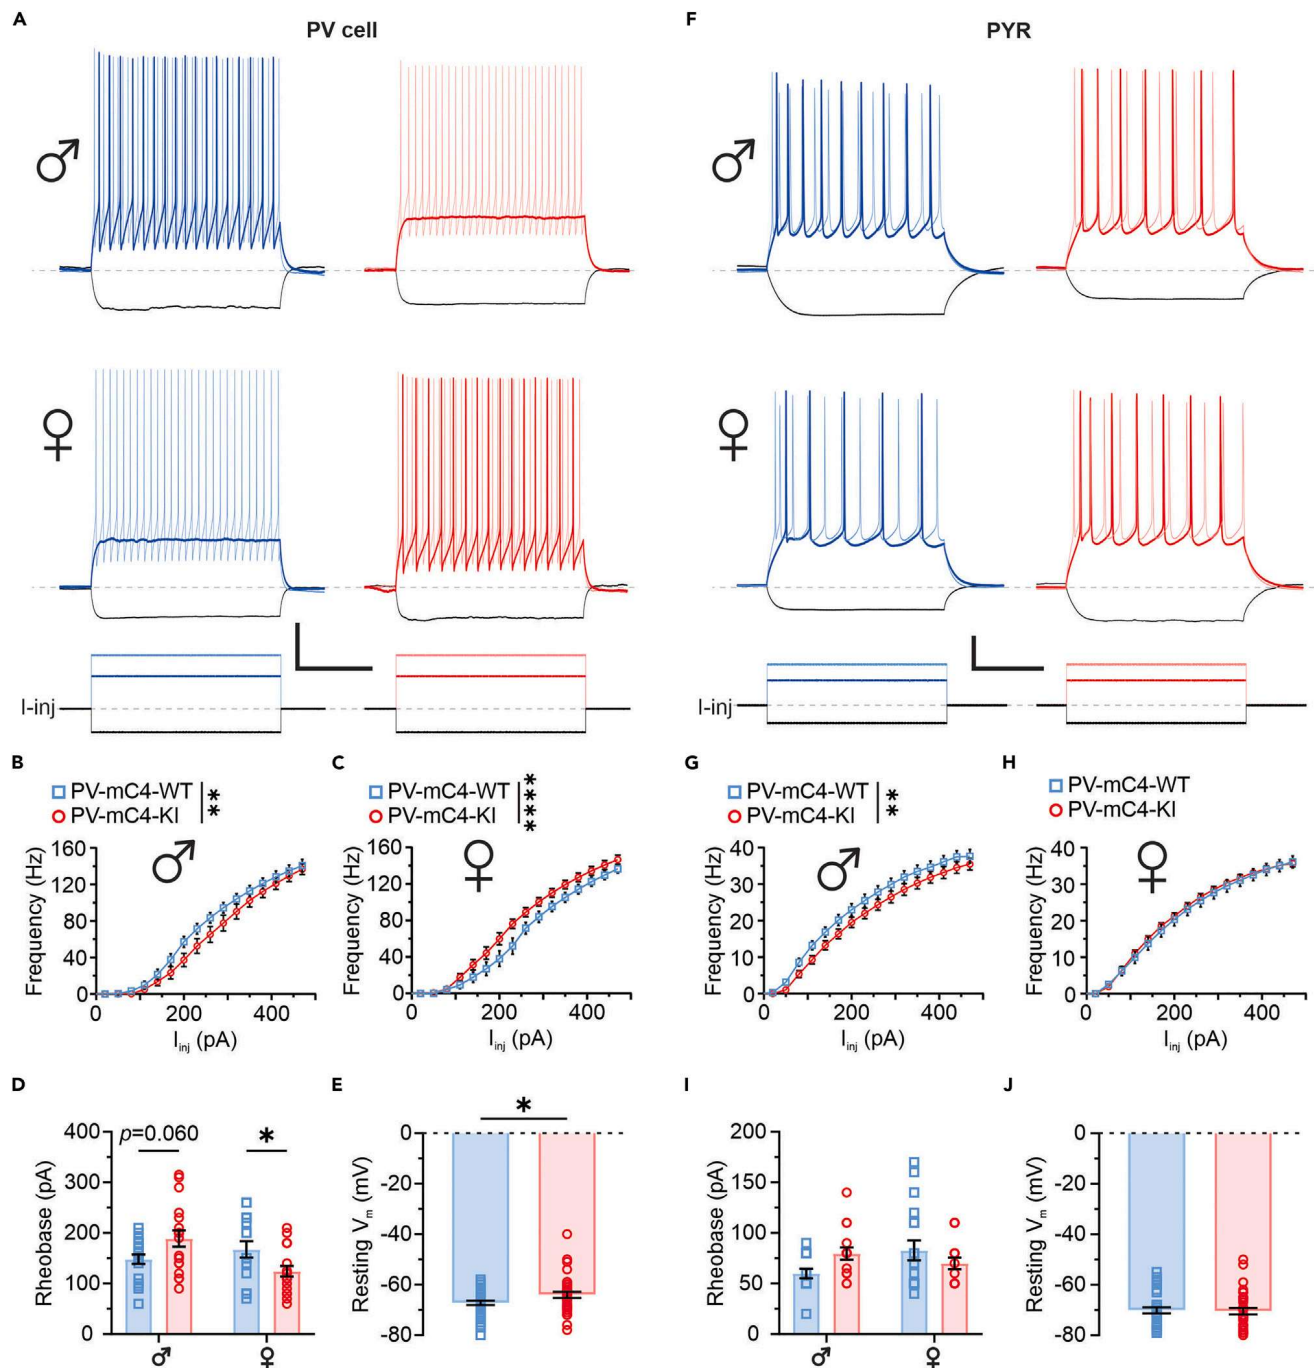 A
PV cell
F
PYR
♂
♂
♀
♀
I-inj
I-inj
B
PV-mC4-WT
PV-mC4-KI
**
♂
Frequency (Hz)
160
120
80
40
0
0 200 400
Iinj (pA)
C
PV-mC4-WT
PV-mC4-KI
****
♀
Frequency (Hz)
160
120
80
40
0
0 200 400
Iinj (pA)
G
PV-mC4-WT
PV-mC4-KI
**
♂
Frequency (Hz)
40
30
20
10
0
0 200 400
Iinj (pA)
H
PV-mC4-WT
PV-mC4-KI
♀
Frequency (Hz)
40
30
20
10
0
0 200 400
Iinj (pA)
D
p=0.060
*
Rheobase (pA)
400
300
200
100
0
♂ ♀
E
*
Resting Vm (mV)
0
-20
-40
-60
-80
I
Rheobase (pA)
200
150
100
50
0
♂ ♀
J
Resting Vm (mV)
0
-20
-40
-60
-80